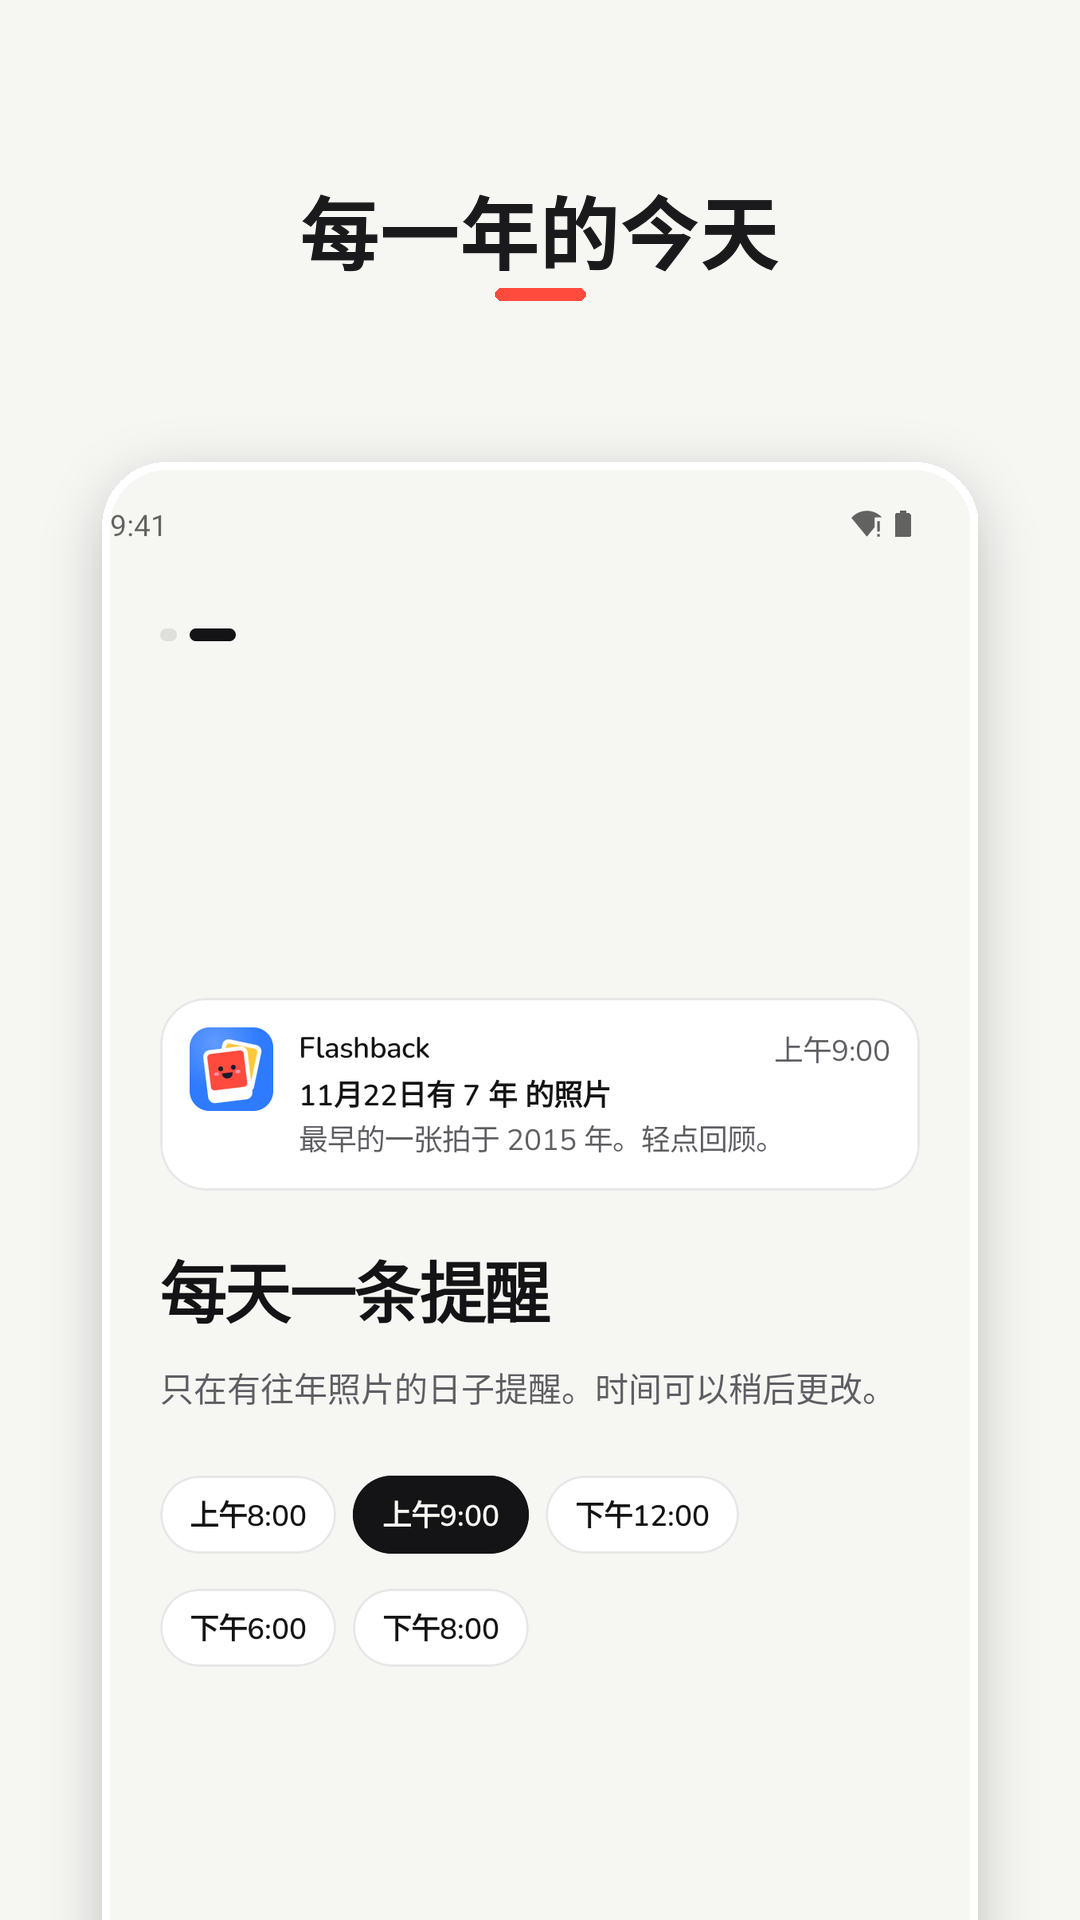 每一年的今天
9:41
Flashback
上午9:00
11月22日有 7 年 的照片
最早的一张拍于 2015 年。轻点回顾。
每天一条提醒
只在有往年照片的日子提醒。时间可以稍后更改。
上午8:00
上午9:00
下午12:00
下午6:00
下午8:00